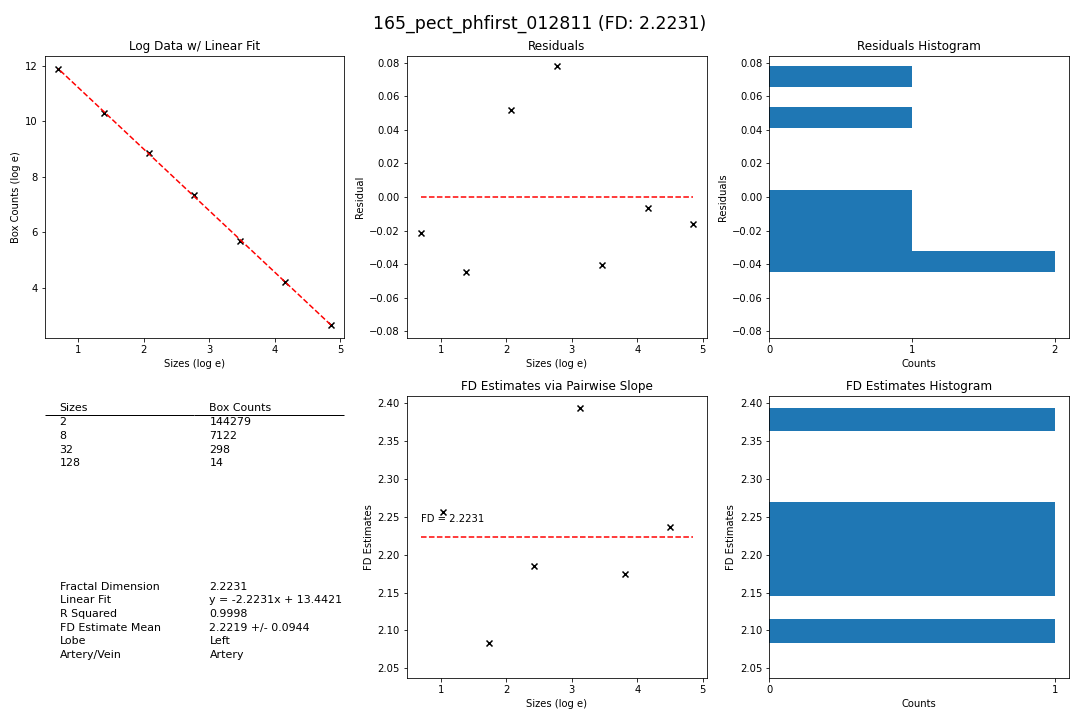 165_pect_phfirst_012811 (FD: 2.2231)
Log Data w/ Linear Fit
12
10
8
6
4
Box Counts (log e)
1 2 3 4 5
Sizes (log e)
Residuals
0.08
0.06
0.04
0.02
0.00
−0.02
−0.04
−0.06
−0.08
Residual
1 2 3 4 5
Sizes (log e)
Residuals Histogram
0.08
0.06
0.04
0.02
0.00
−0.02
−0.04
−0.06
−0.08
Residuals
0 1 2
Counts
Sizes Box Counts
2 144279
8 7122
32 298
128 14
Fractal Dimension 2.2231
Linear Fit y = -2.2231x + 13.4421
R Squared 0.9998
FD Estimate Mean 2.2219 +/- 0.0944
Lobe Left
Artery/Vein Artery
FD Estimates via Pairwise Slope
2.40
2.35
2.30
2.25
2.20
2.15
2.10
2.05
FD Estimates
FD = 2.2231
1 2 3 4 5
Sizes (log e)
FD Estimates Histogram
2.40
2.35
2.30
2.25
2.20
2.15
2.10
2.05
FD Estimates
0 1
Counts